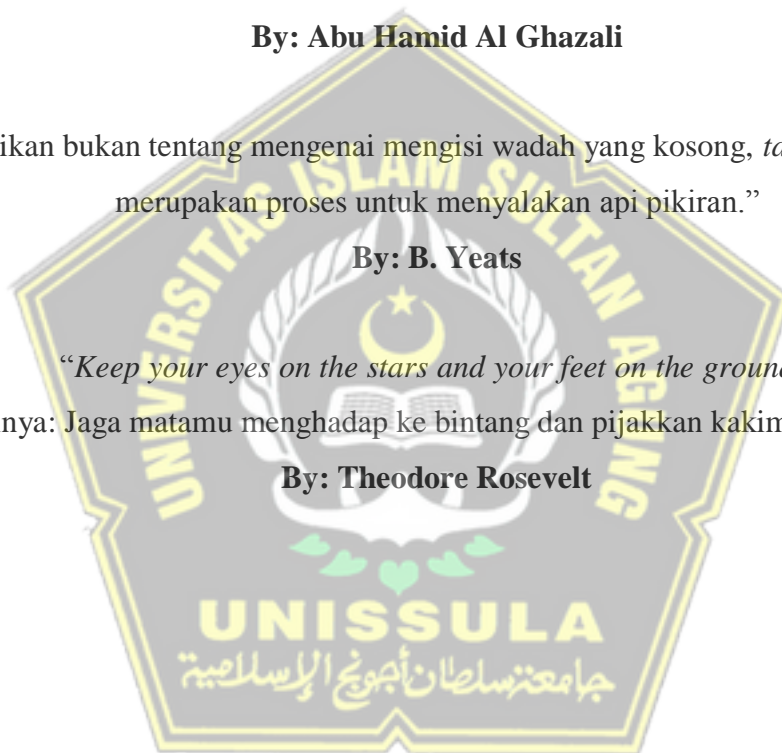 By: Abu Hamid Al Ghazali
ikan bukan tentang mengenai mengisi wadah yang kosong, ta
merupakan proses untuk menyalakan api pikiran.”
By: B. Yeats
“Keep your eyes on the stars and your feet on the ground
nya: Jaga matamu menghadap ke bintang dan pijakkan kakim
By: Theodore Rosevelt
UNIVERSITAS ISLAM SULTAN AGUNG
UNISSULA
جامعتنسلطان أجونج الإسلامية